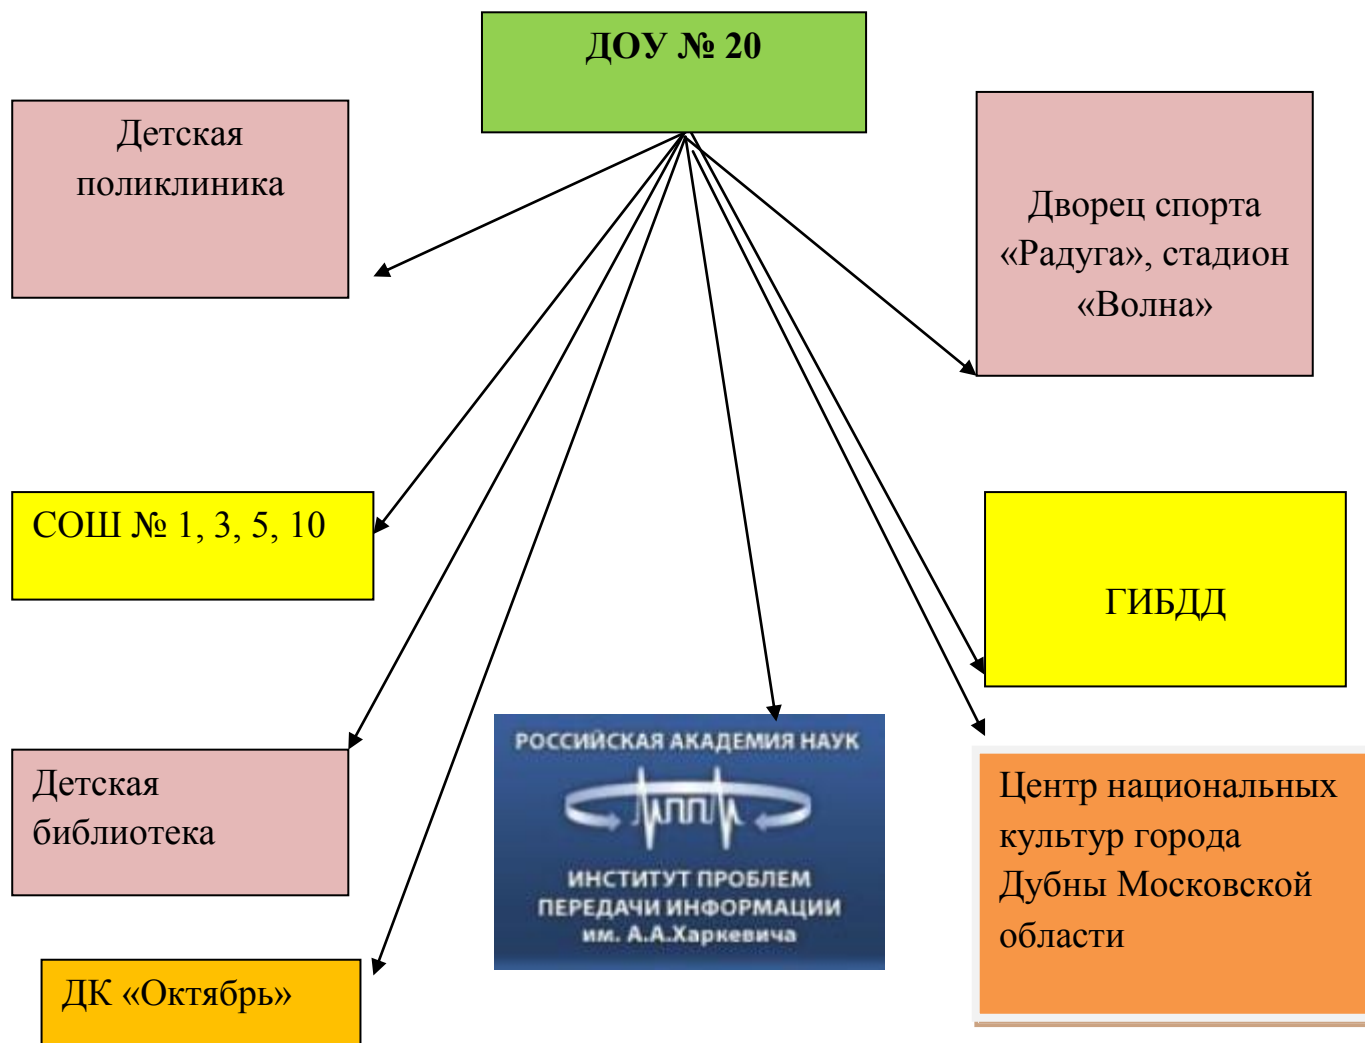 ДОУ № 20
Детская
поликлиника
Дворец спорта
«Радуга», стадион
«Волна»
СОШ № 1, 3, 5, 10
ГИБДД
Детская
библиотека
РОССИЙСКАЯ АКАДЕМИЯ НАУК
ИППИ
ИНСТИТУТ ПРОБЛЕМ
ПЕРЕДАЧИ ИНФОРМАЦИИ
им. А.А.Харкевича
Центр национальных
культур города
Дубны Московской
области
ДК «Октябрь»